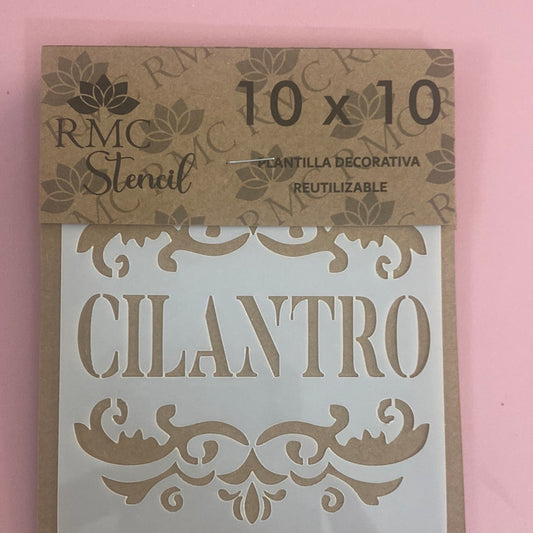 RMC
Stencil
10 x 10
PLANTILLA DECORATIVA
REUTILIZABLE
CILANTRO